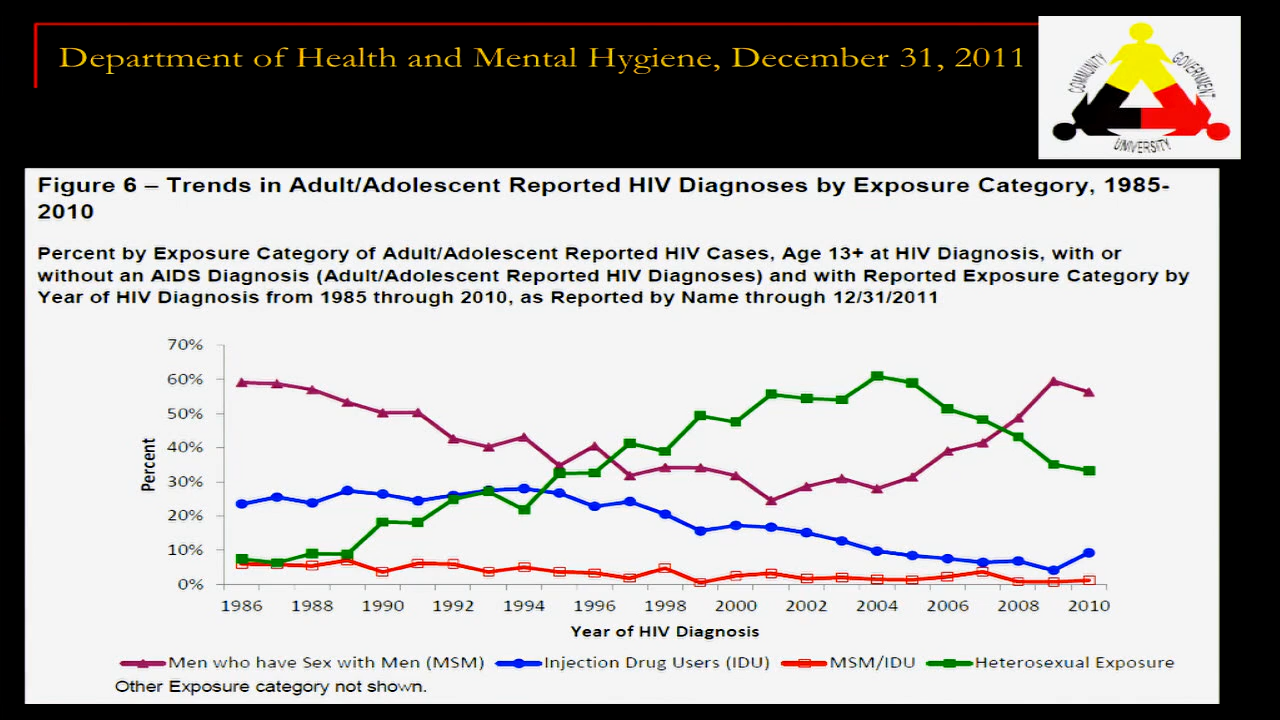 Department of Health and Mental Hygiene, December 31, 2011
COMMUNITY
GOVERNMENT
UNIVERSITY
Figure 6 – Trends in Adult/Adolescent Reported HIV Diagnoses by Exposure Category, 1985-
2010
Percent by Exposure Category of Adult/Adolescent Reported HIV Cases, Age 13+ at HIV Diagnosis, with or
without an AIDS Diagnosis (Adult/Adolescent Reported HIV Diagnoses) and with Reported Exposure Category by
Year of HIV Diagnosis from 1985 through 2010, as Reported by Name through 12/31/2011
70%
60%
50%
40%
30%
20%
10%
0%
Percent
1986 1988 1990 1992 1994 1996 1998 2000 2002 2004 2006 2008 2010
Year of HIV Diagnosis
Men who have Sex with Men (MSM) Injection Drug Users (IDU) MSM/IDU Heterosexual Exposure
Other Exposure category not shown.